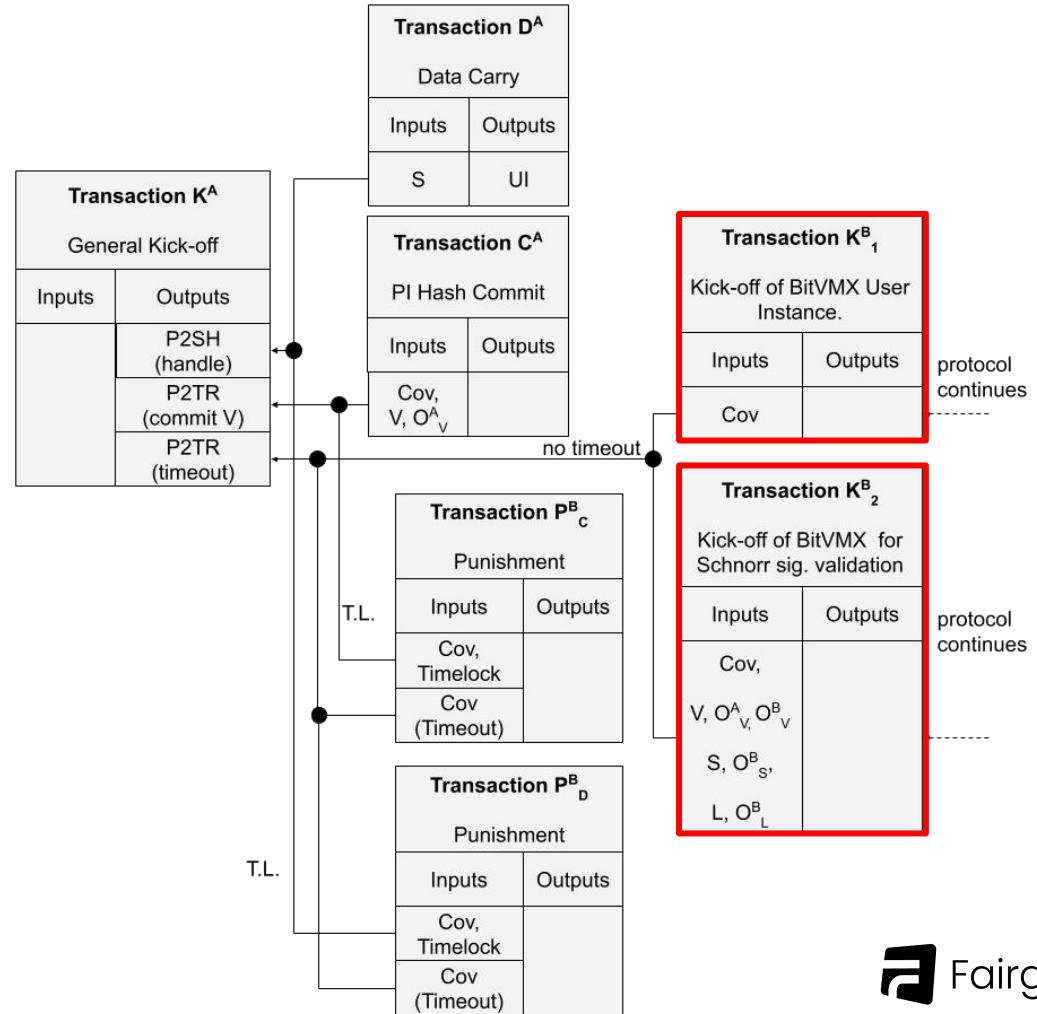 Transaction D^A
Data Carry
Inputs Outputs
S UI
Transaction K^A
General Kick-off
Inputs Outputs
P2SH
(handle)
P2TR
(commit V)
P2TR
(timeout)
Transaction C^A
PI Hash Commit
Inputs Outputs
Cov,
V, O^A_V
Transaction K^B_1
Kick-off of BitVMX User
Instance.
Inputs Outputs
Cov
protocol
continues
no timeout
Transaction K^B_2
Kick-off of BitVMX for
Schnorr sig. validation
Inputs Outputs
Cov,
V, O^A_V, O^B_V
S, O^B_S,
L, O^B_L
protocol
continues
Transaction P^B_C
Punishment
Inputs Outputs
Cov,
Timelock
Cov
(Timeout)
T.L.
Transaction P^B_D
Punishment
Inputs Outputs
Cov,
Timelock
Cov
(Timeout)
T.L.
Fairg